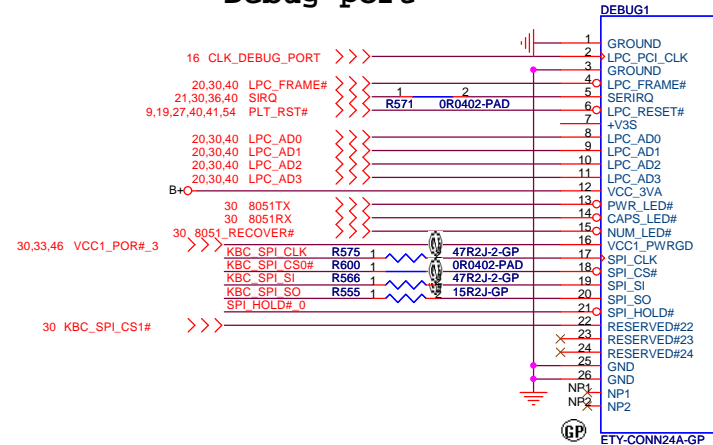 Debug port
DEBUG1
1 GROUND
16 CLK_DEBUG_PORT 2 LPC_PCI_CLK
3 GROUND
20,30,40 LPC_FRAME# 4 LPC_FRAME#
21,30,36,40 SIRQ 1 2 5 SERIRQ
9,19,27,40,41,54 PLT_RST# R571 0R0402-PAD 6 LPC_RESET#
7 +V3S
20,30,40 LPC_AD0 8 LPC_AD0
20,30,40 LPC_AD1 9 LPC_AD1
20,30,40 LPC_AD2 10 LPC_AD2
20,30,40 LPC_AD3 11 LPC_AD3
B+ 12 VCC_3VA
30 8051TX 13 PWR_LED#
30 8051RX 14 CAPS_LED#
30 8051_RECOVER# 15 NUM_LED#
30,33,46 VCC1_POR#_3 16 VCC1_PWRGD
KBC_SPI_CLK R575 1 47R2J-2-GP 17 SPI_CLK
KBC_SPI_CS0# R600 1 0R0402-PAD 18 SPI_CS#
KBC_SPI_SI R566 1 47R2J-2-GP 19 SPI_SI
KBC_SPI_SO R555 1 15R2J-GP 20 SPI_SO
SPI_HOLD#_0 21 SPI_HOLD#
30 KBC_SPI_CS1# 22 RESERVED#22
23 RESERVED#23
24 RESERVED#24
25 GND
26 GND
NP1 NP1
NP2 NP2
GP ETY-CONN24A-GP